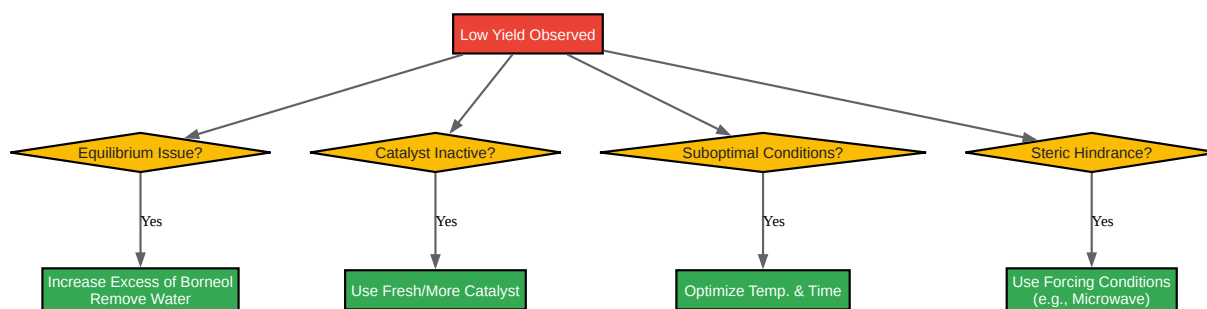 Low Yield Observed
Equilibrium Issue?
Catalyst Inactive?
Suboptimal Conditions?
Steric Hindrance?
Yes
Yes
Yes
Yes
Increase Excess of Borneol
Remove Water
Use Fresh/More Catalyst
Optimize Temp. & Time
Use Forcing Conditions
(e.g., Microwave)